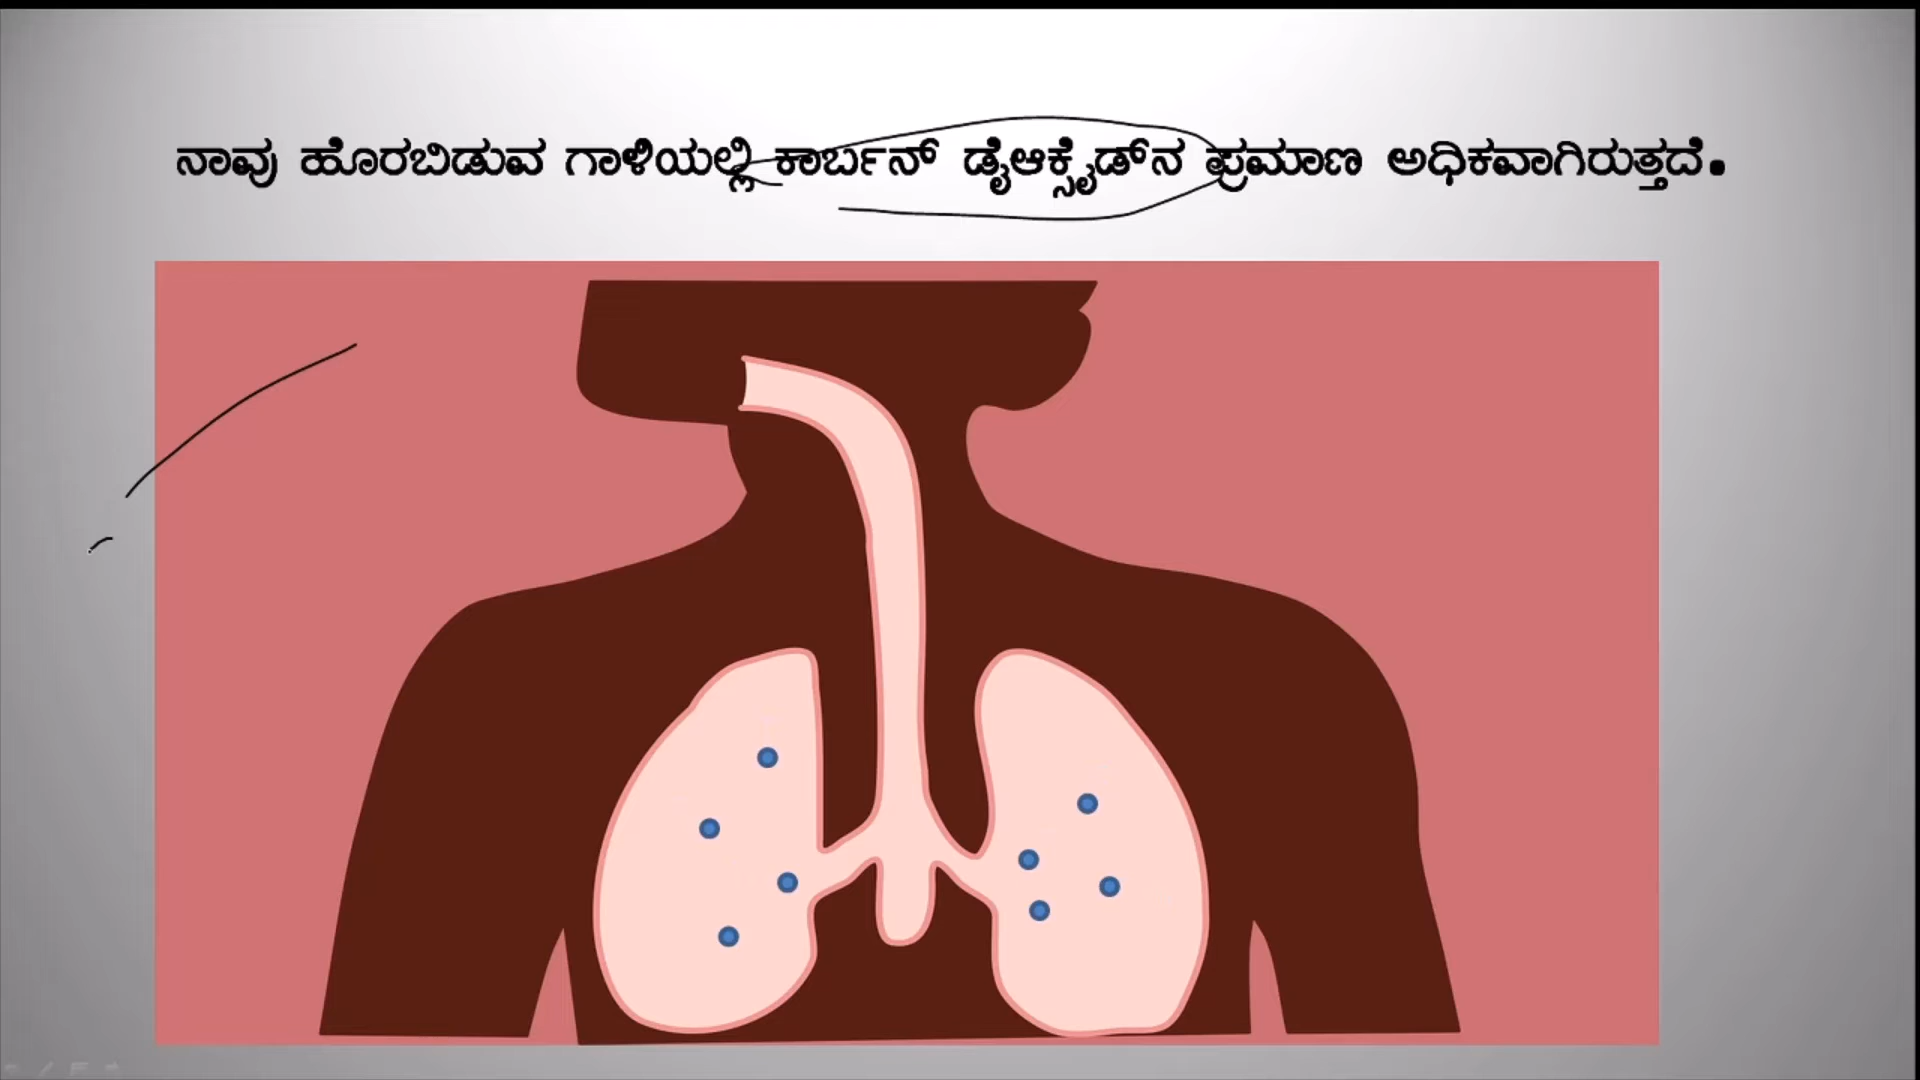 ನಾವು ಹೊರಬಿಡುವ ಗಾಳಿಯಲ್ಲಿ ಕಾರ್ಬನ್ ಡೈಆಕ್ಸೈಡ್‌ನ ಪ್ರಮಾಣ ಅಧಿಕವಾಗಿರುತ್ತದೆ.